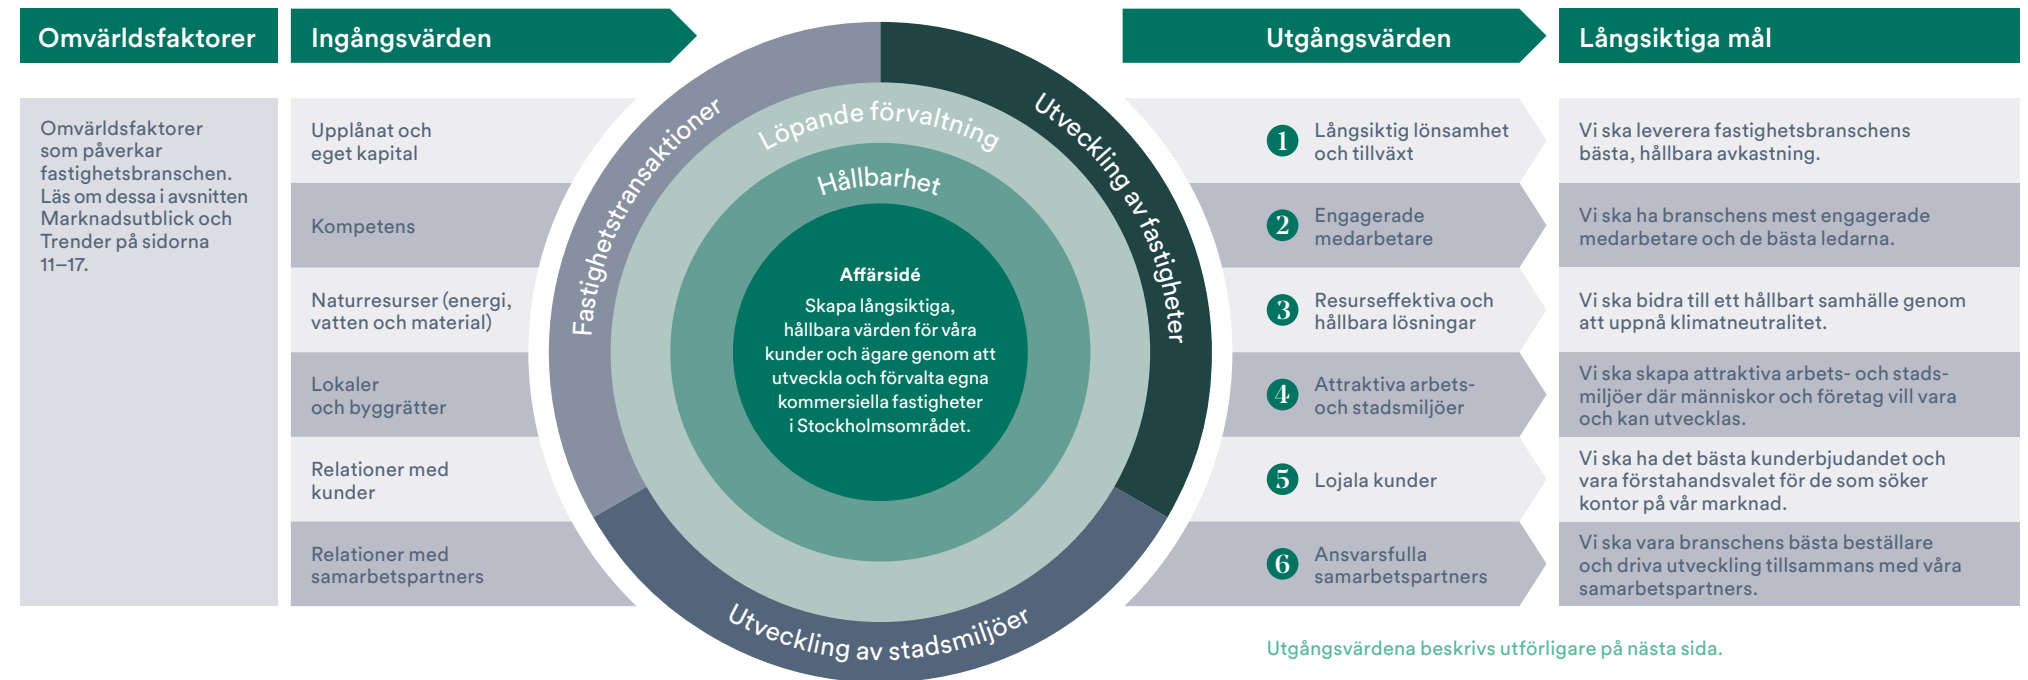 Omvärldsfaktorer
Omvärldsfaktorer
som påverkar
fastighetsbranschen.
Läs om dessa i avsnitten
Marknadsutblick och
Trender på sidorna
11–17.
Ingångsvärden
Upplånat och
eget kapital
Kompetens
Naturresurser (energi,
vatten och material)
Lokaler
och byggrätter
Relationer med
kunder
Relationer med
samarbetspartners
Fastighetstransaktioner
Utveckling av fastigheter
Utveckling av stadsmiljöer
Löpande förvaltning
Hållbarhet
Affärsidé
Skapa långsiktiga,
hållbara värden för våra
kunder och ägare genom att
utveckla och förvalta egna
kommersiella fastigheter
i Stockholmsområdet.
Utgångsvärden
1 Långsiktig lönsamhet
och tillväxt
2 Engagerade
medarbetare
3 Resurseffektiva och
hållbara lösningar
4 Attraktiva arbets-
och stadsmiljöer
5 Lojala kunder
6 Ansvarsfulla
samarbetspartners
Långsiktiga mål
Vi ska leverera fastighetsbranschens
bästa, hållbara avkastning.
Vi ska ha branschens mest engagerade
medarbetare och de bästa ledarna.
Vi ska bidra till ett hållbart samhälle genom
att uppnå klimatneutralitet.
Vi ska skapa attraktiva arbets- och stads-
miljöer där människor och företag vill vara
och kan utvecklas.
Vi ska ha det bästa kunderbjudandet och
vara förstahandsvalet för de som söker
kontor på vår marknad.
Vi ska vara branschens bästa beställare
och driva utveckling tillsammans med våra
samarbetspartners.
Utgångsvärdena beskrivs utförligare på nästa sida.